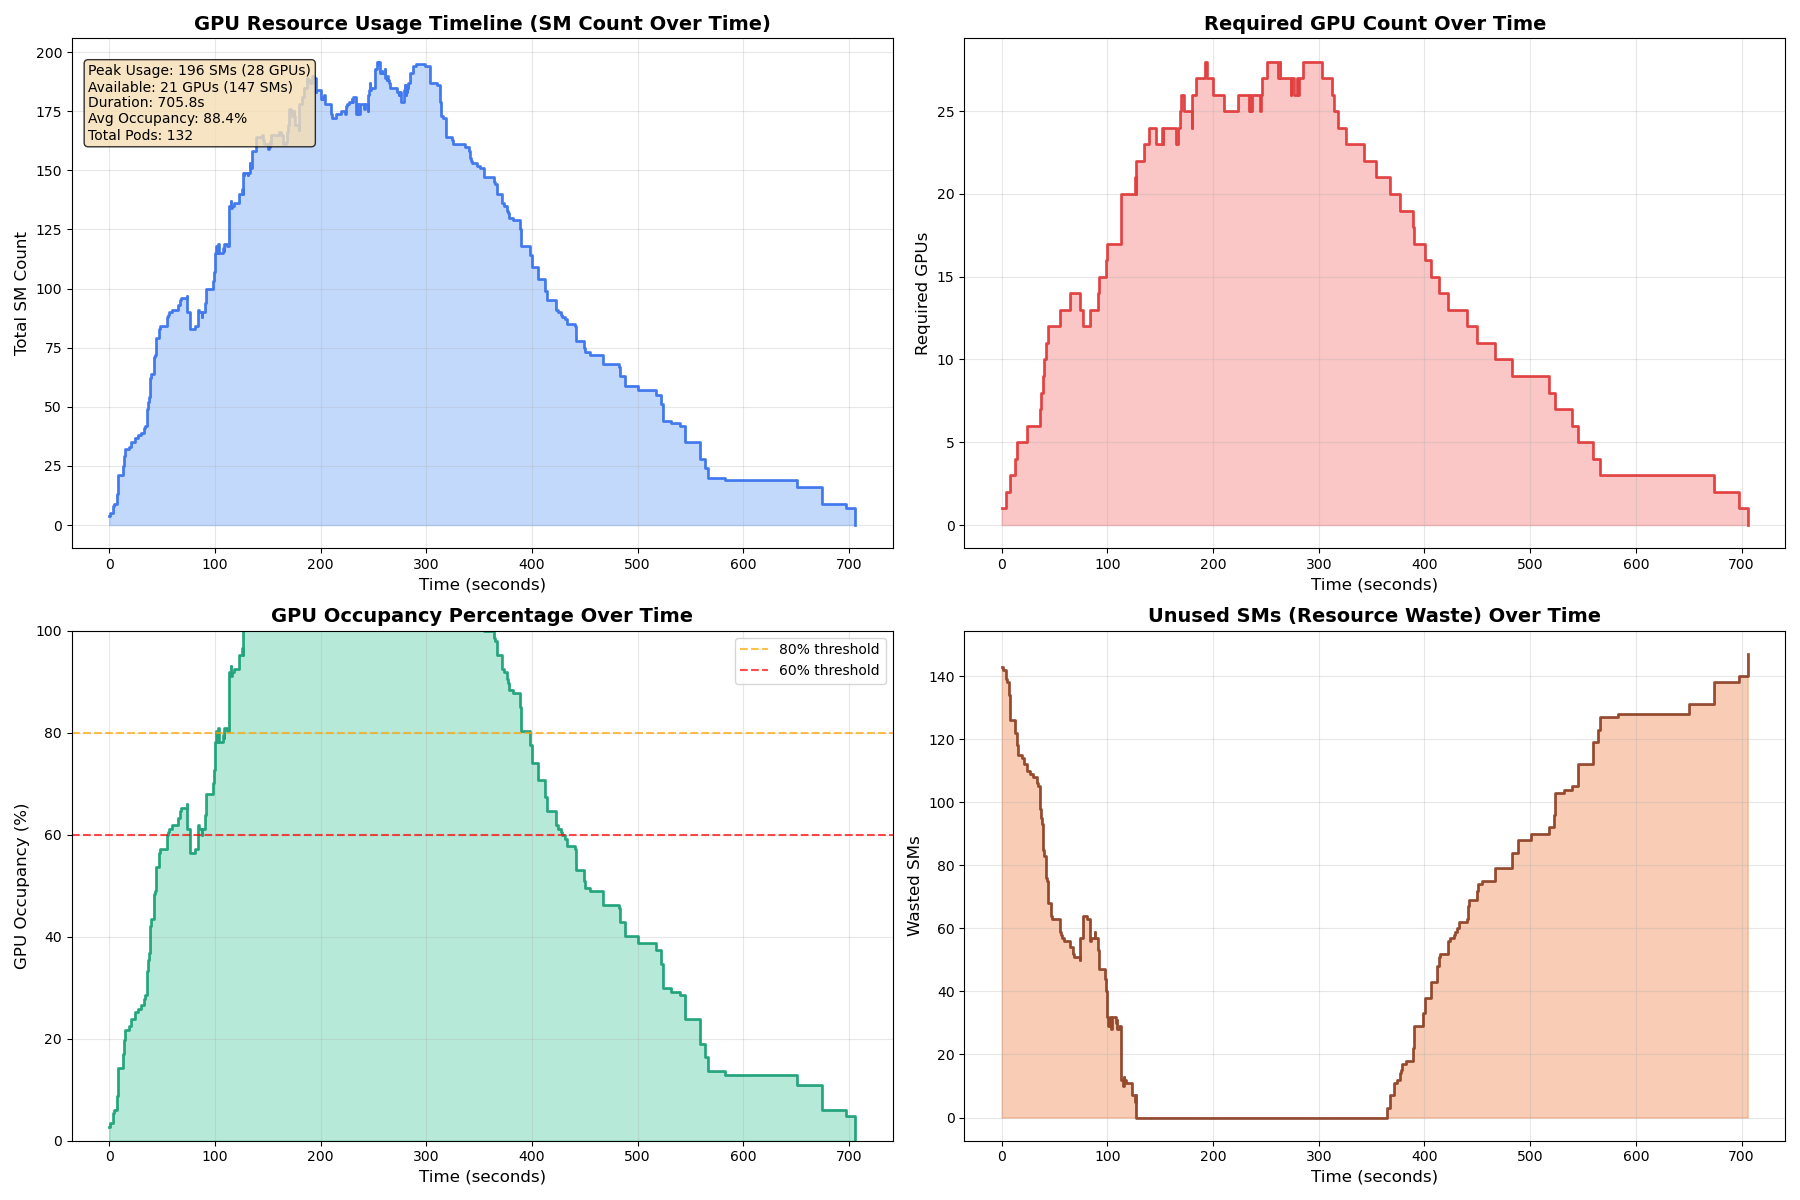 GPU Resource Usage Timeline (SM Count Over Time)
Total SM Count
200
175
150
125
100
75
50
25
0
Peak Usage: 196 SMs (28 GPUs)
Available: 21 GPUs (147 SMs)
Duration: 705.8s
Avg Occupancy: 88.4%
Total Pods: 132
0 100 200 300 400 500 600 700
Time (seconds)
Required GPU Count Over Time
Required GPUs
25
20
15
10
5
0
0 100 200 300 400 500 600 700
Time (seconds)
GPU Occupancy Percentage Over Time
GPU Occupancy (%)
100
80
60
40
20
0
80% threshold
60% threshold
0 100 200 300 400 500 600 700
Time (seconds)
Unused SMs (Resource Waste) Over Time
Wasted SMs
140
120
100
80
60
40
20
0
0 100 200 300 400 500 600 700
Time (seconds)